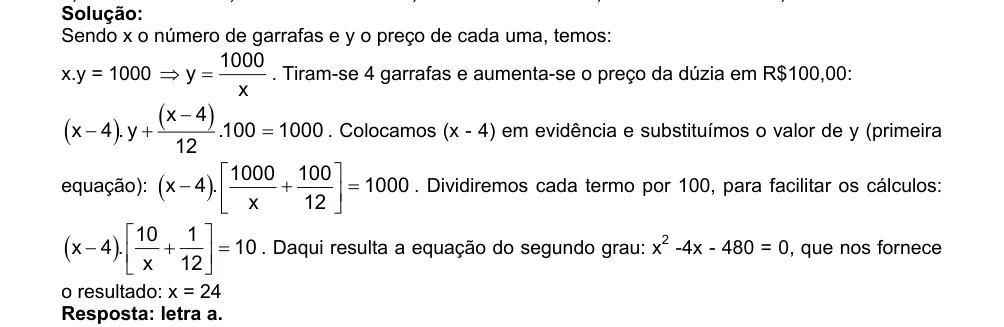 Solução:
Sendo x o número de garrafas e y o preço de cada uma, temos:
x.y = 1000 ⇒ y = 1000/x . Tiram-se 4 garrafas e aumenta-se o preço da dúzia em R$100,00:
(x − 4).y + (x − 4)/12 .100 = 1000 . Colocamos (x - 4) em evidência e substituímos o valor de y (primeira
equação): (x − 4).[1000/x + 100/12] = 1000 . Dividiremos cada termo por 100, para facilitar os cálculos:
(x − 4).[10/x + 1/12] = 10 . Daqui resulta a equação do segundo grau: x² -4x - 480 = 0, que nos fornece
o resultado: x = 24
Resposta: letra a.